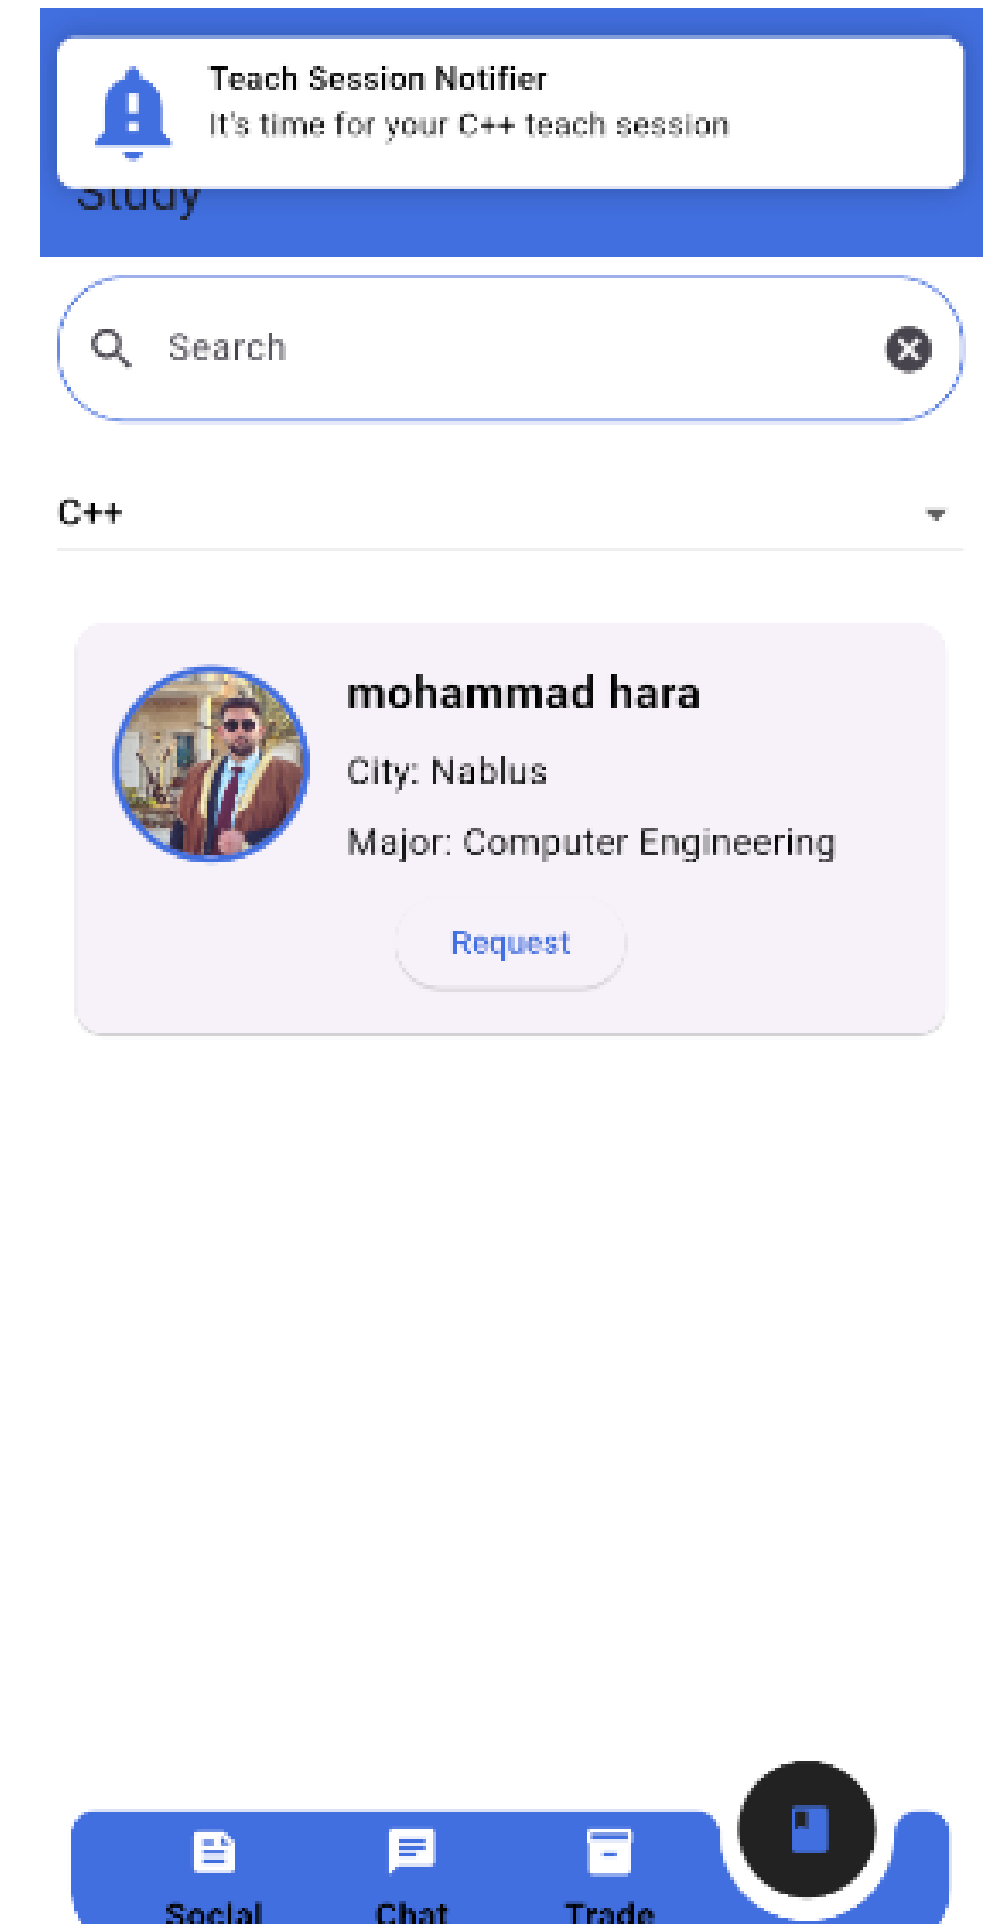 Teach Session Notifier
It's time for your C++ teach session
Study
Search
C++
mohammad hara
City: Nablus
Major: Computer Engineering
Request
Social
Chat
Trade